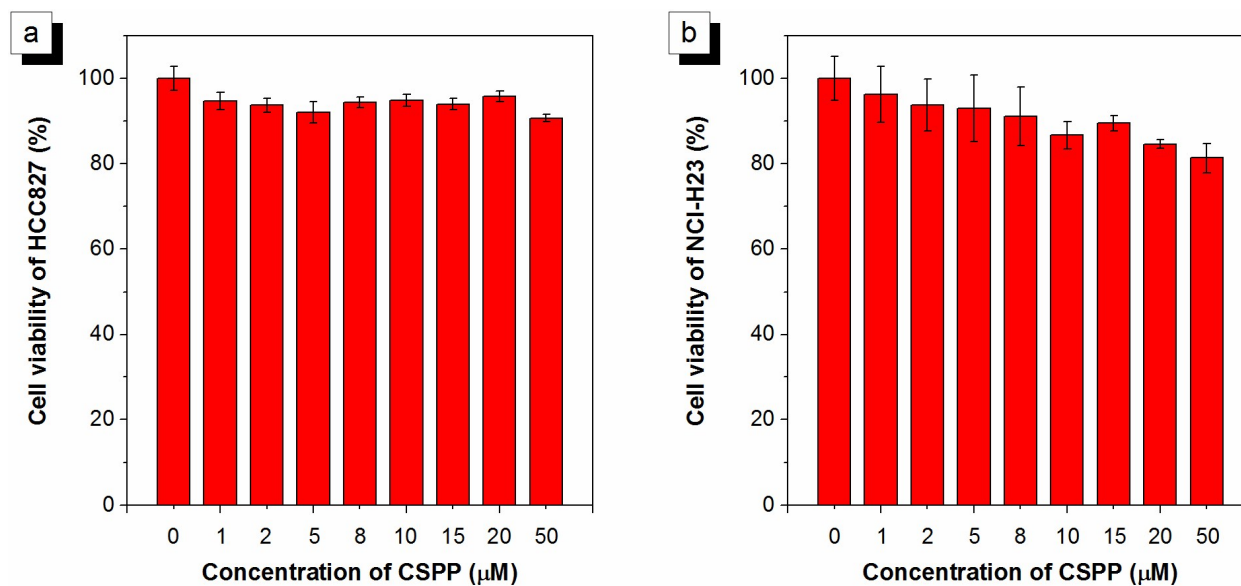 a
Cell viability of HCC827 (%)
100
80
60
40
20
0
0 1 2 5 8 10 15 20 50
Concentration of CSPP (μM)
b
Cell viability of NCI-H23 (%)
100
80
60
40
20
0
0 1 2 5 8 10 15 20 50
Concentration of CSPP (μM)